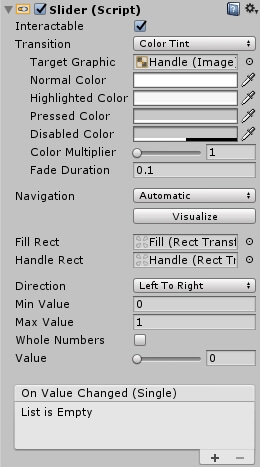 Slider (Script)
Interactable
Transition Color Tint
Target Graphic Handle (Image)
Normal Color
Highlighted Color
Pressed Color
Disabled Color
Color Multiplier 1
Fade Duration 0.1
Navigation Automatic
Visualize
Fill Rect Fill (Rect Transf
Handle Rect Handle (Rect Tr
Direction Left To Right
Min Value 0
Max Value 1
Whole Numbers
Value 0
On Value Changed (Single)
List is Empty